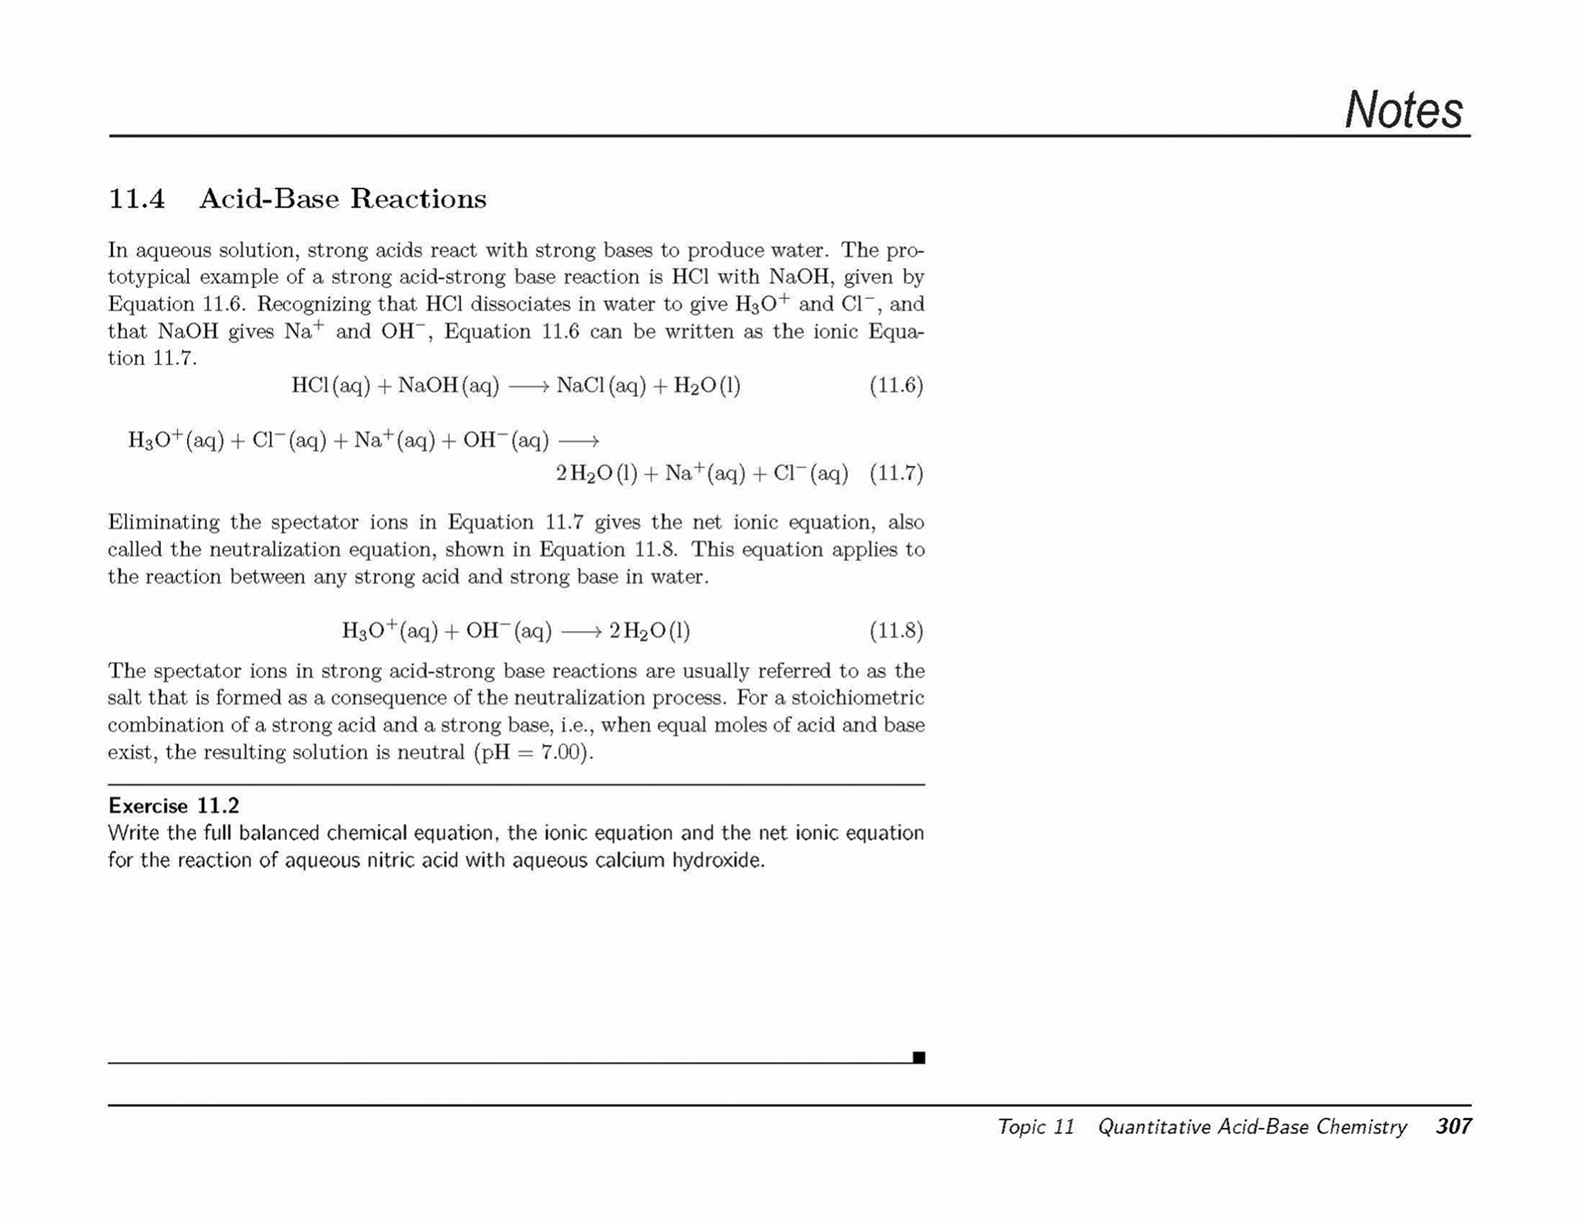 Notes
11.4 Acid-Base Reactions
In aqueous solution, strong acids react with strong bases to produce water. The pro-
totypical example of a strong acid-strong base reaction is HCl with NaOH, given by
Equation 11.6. Recognizing that HCl dissociates in water to give H₃O⁺ and Cl⁻, and
that NaOH gives Na⁺ and OH⁻, Equation 11.6 can be written as the ionic Equa-
tion 11.7.
HCl (aq) + NaOH (aq) ⟶ NaCl (aq) + H₂O (l) (11.6)
H₃O⁺(aq) + Cl⁻(aq) + Na⁺(aq) + OH⁻(aq) ⟶
2 H₂O (l) + Na⁺(aq) + Cl⁻(aq) (11.7)
Eliminating the spectator ions in Equation 11.7 gives the net ionic equation, also
called the neutralization equation, shown in Equation 11.8. This equation applies to
the reaction between any strong acid and strong base in water.
H₃O⁺(aq) + OH⁻(aq) ⟶ 2 H₂O (l) (11.8)
The spectator ions in strong acid-strong base reactions are usually referred to as the
salt that is formed as a consequence of the neutralization process. For a stoichiometric
combination of a strong acid and a strong base, i.e., when equal moles of acid and base
exist, the resulting solution is neutral (pH = 7.00).
Exercise 11.2
Write the full balanced chemical equation, the ionic equation and the net ionic equation
for the reaction of aqueous nitric acid with aqueous calcium hydroxide.
Topic 11 Quantitative Acid-Base Chemistry 307